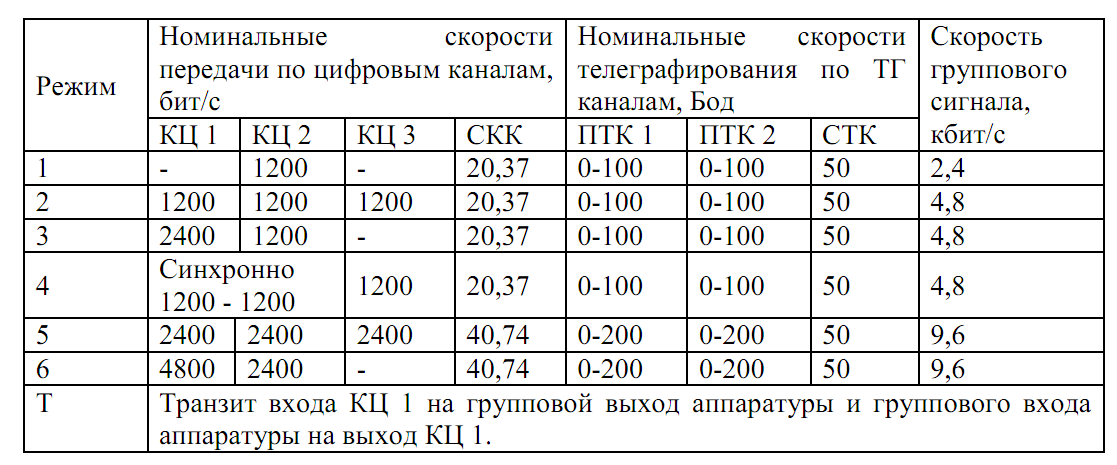 Режим
Номинальные скорости
передачи по цифровым каналам,
бит/с
Номинальные скорости
телеграфирования по ТГ
каналам, Бод
Скорость
группового
сигнала,
кбит/с
КЦ 1 КЦ 2 КЦ 3 СКК ПТК 1 ПТК 2 СТК
1 - 1200 - 20,37 0-100 0-100 50 2,4
2 1200 1200 1200 20,37 0-100 0-100 50 4,8
3 2400 1200 - 20,37 0-100 0-100 50 4,8
4 Синхронно
1200 - 1200 1200 20,37 0-100 0-100 50 4,8
5 2400 2400 2400 40,74 0-200 0-200 50 9,6
6 4800 2400 - 40,74 0-200 0-200 50 9,6
Т Транзит входа КЦ 1 на групповой выход аппаратуры и группового входа
аппаратуры на выход КЦ 1.